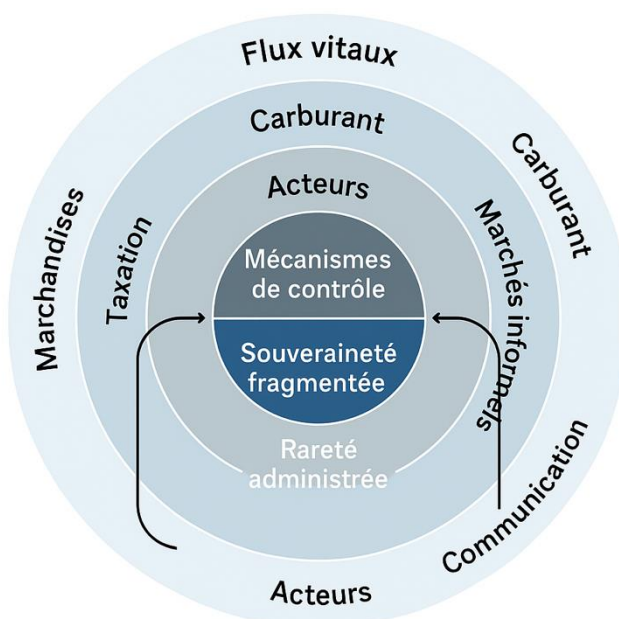 Flux vitaux
Carburant
Carburant
Acteurs
Marchandises
Taxation
Marchés informels
Mécanismes
de contrôle
Souveraineté
fragmentée
Rareté
administrée
Communication
Acteurs